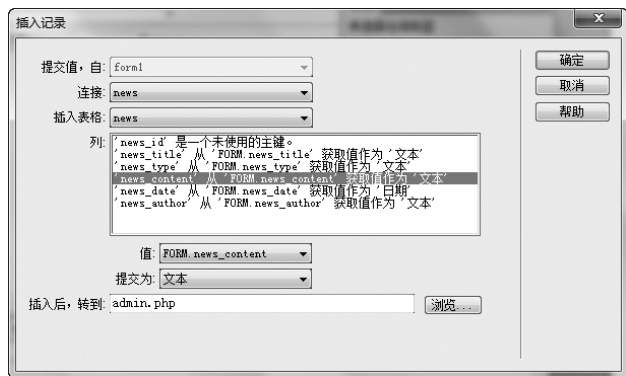 插入记录
提交值，自: form1
连接: news
插入表格: news
列: 'news_id' 是一个未使用的主键。
'news_title' 从 'FORM.news_title' 获取值作为 '文本'
'news_type' 从 'FORM.news_type' 获取值作为 '文本'
'news_content' 从 'FORM.news_content' 获取值作为 '文本'
'news_date' 从 'FORM.news_date' 获取值作为 '日期'
'news_author' 从 'FORM.news_author' 获取值作为 '文本'
值: FORM.news_content
提交为: 文本
插入后，转到: admin.php
浏览...
确定
取消
帮助